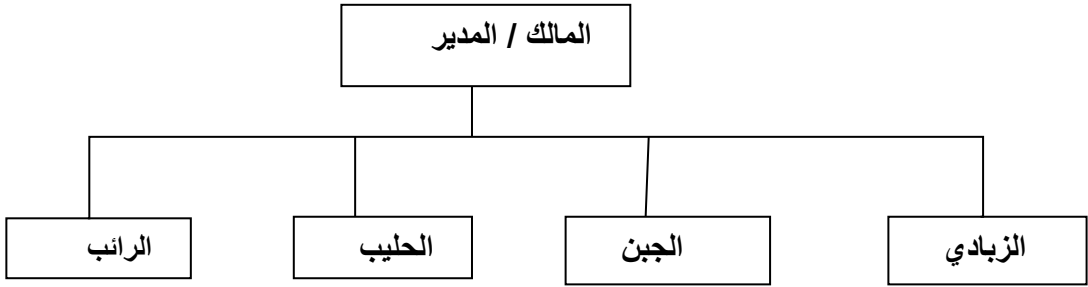 المالك / المدير
الزبادي
الجبن
الحليب
الرائب